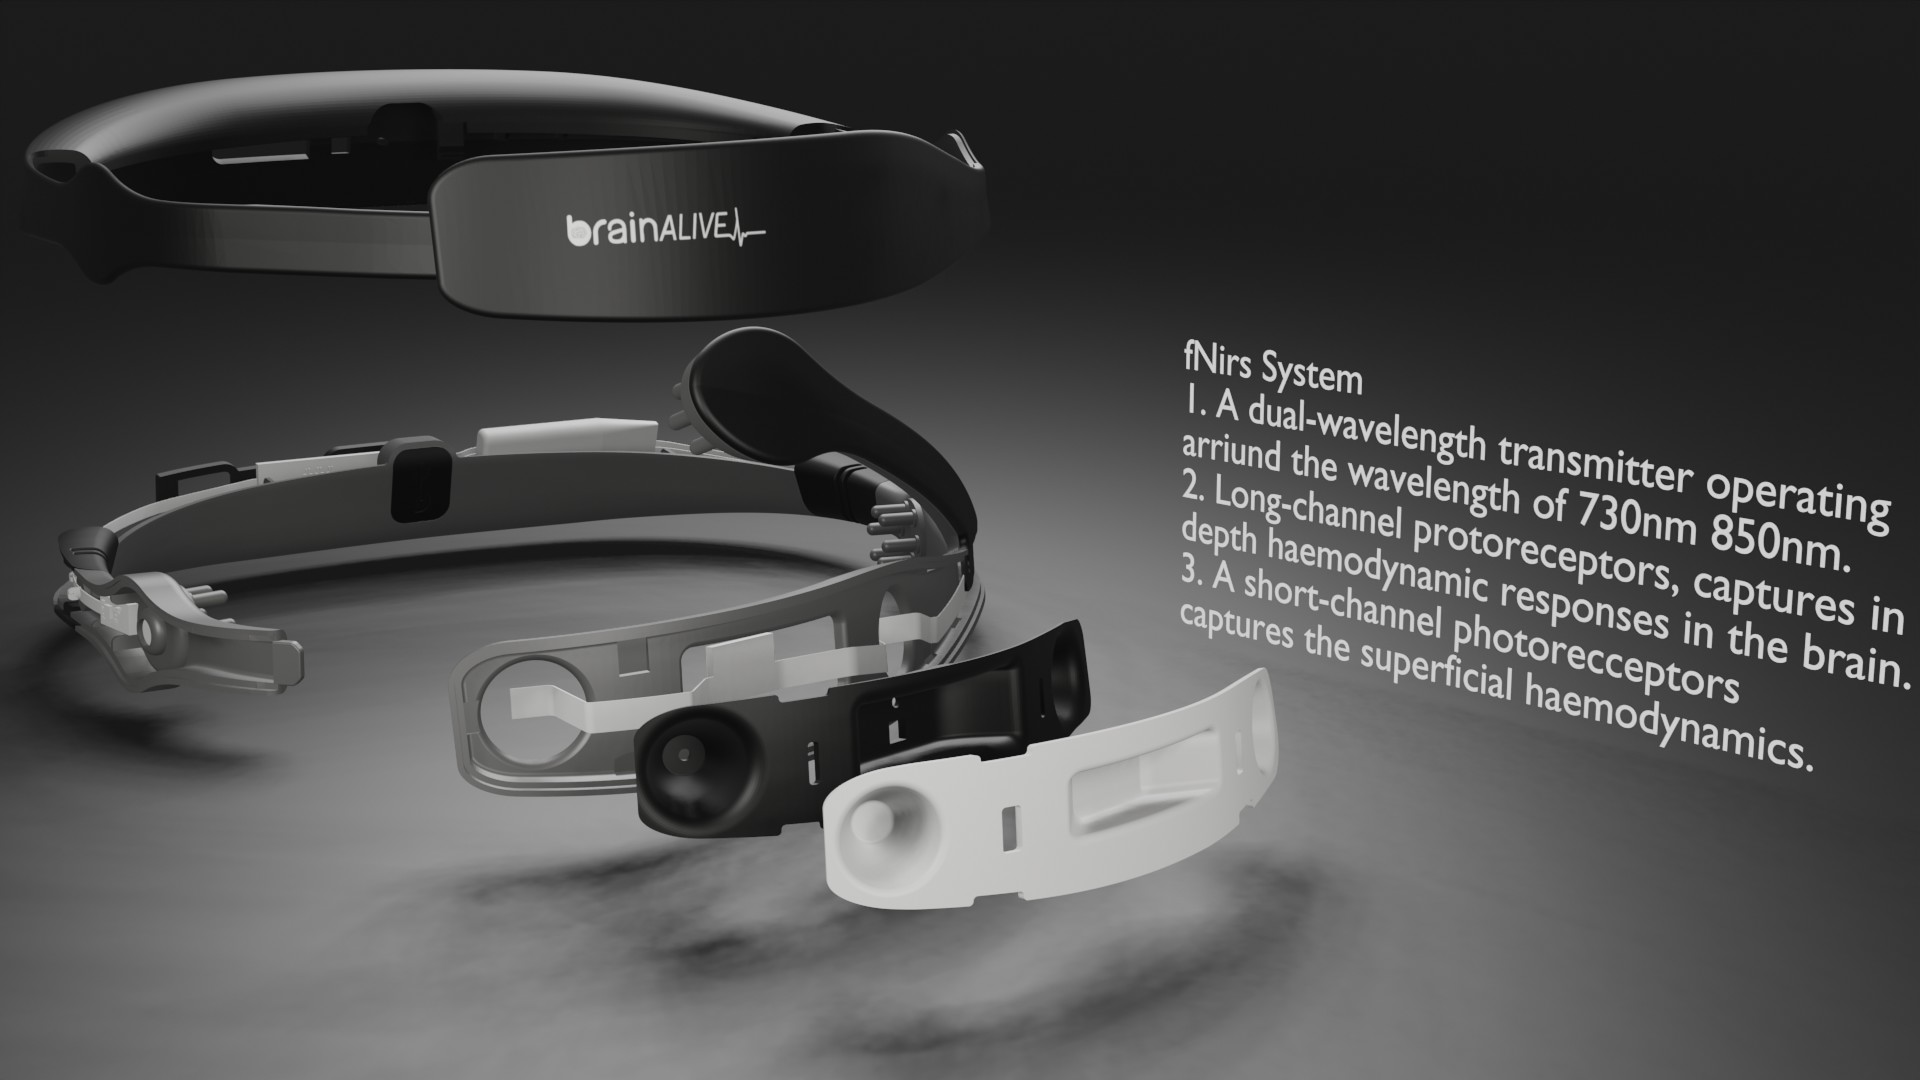 brainALIVE
fNirs System
1. A dual-wavelength transmitter operating
arriund the wavelength of 730nm 850nm.
2. Long-channel protoreceptors, captures in
depth haemodynamic responses in the brain.
3. A short-channel photorecceptors
captures the superficial haemodynamics.